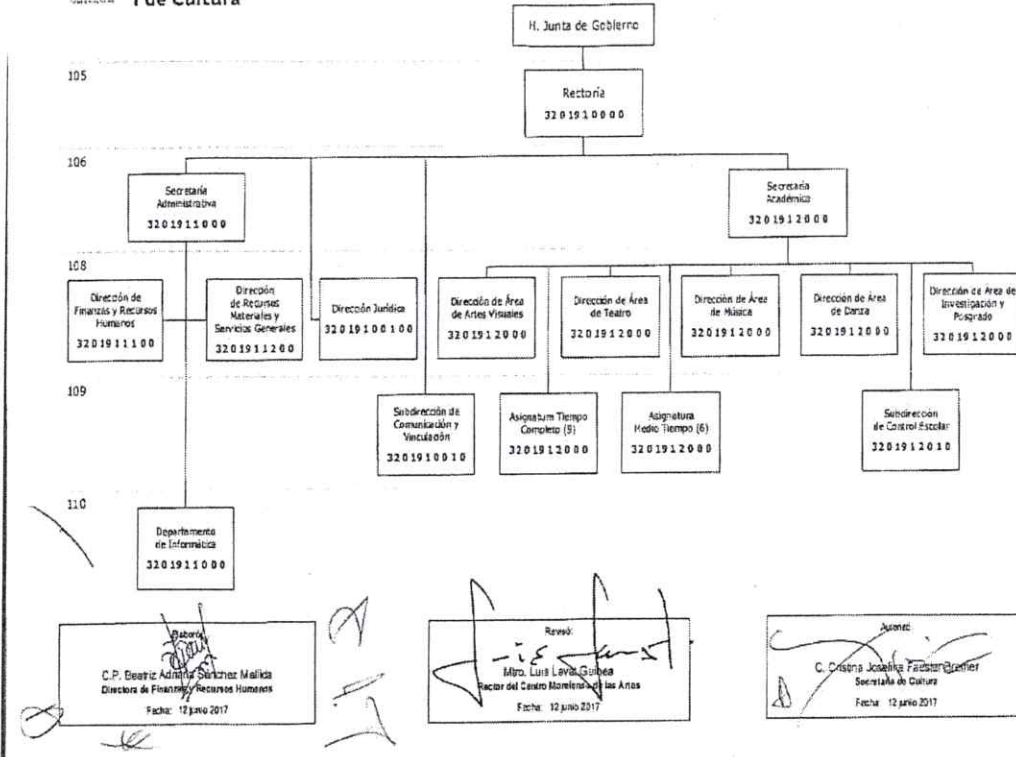 de Cultura
H. Junta de Gobierno
105
Rectoría
3201910000
106
Secretaría
Administrativa
3201911000
Secretaría
Académica
3201912000
108
Dirección de
Finanzas y Recursos
Humanos
3201911100
Dirección
de Recursos
Materiales y
Servicios Generales
3201911200
Dirección Jurídica
32019100100
Dirección de Área
de Artes Visuales
3201912000
Dirección de Área
de Teatro
3201912000
Dirección de Área
de Música
3201912000
Dirección de Área
de Danza
3201912000
Dirección de Área de
Investigación y
Posgrado
3201912000
109
Subdirección de
Comunicación y
Vinculación
3201910010
Asignatura Tiempo
Completo (9)
3201912000
Asignatura
Medio Tiempo (6)
3201912000
Subdirección
de Control Escolar
3201912010
110
Departamento
de Informática
3201911000
Elaboró
C.P. Beatriz Adriana Sánchez
Directora de Finanzas y Recursos Humanos
Fecha: 12 junio 2017
Revisó:
Mtro. Luis Lavat Guinea
Rector del Centro Morelense de las Artes
Fecha: 12 junio 2017
Autorizó
C. Cristina Josefina Faesler Bremer
Secretaria de Cultura
Fecha: 12 junio 2017